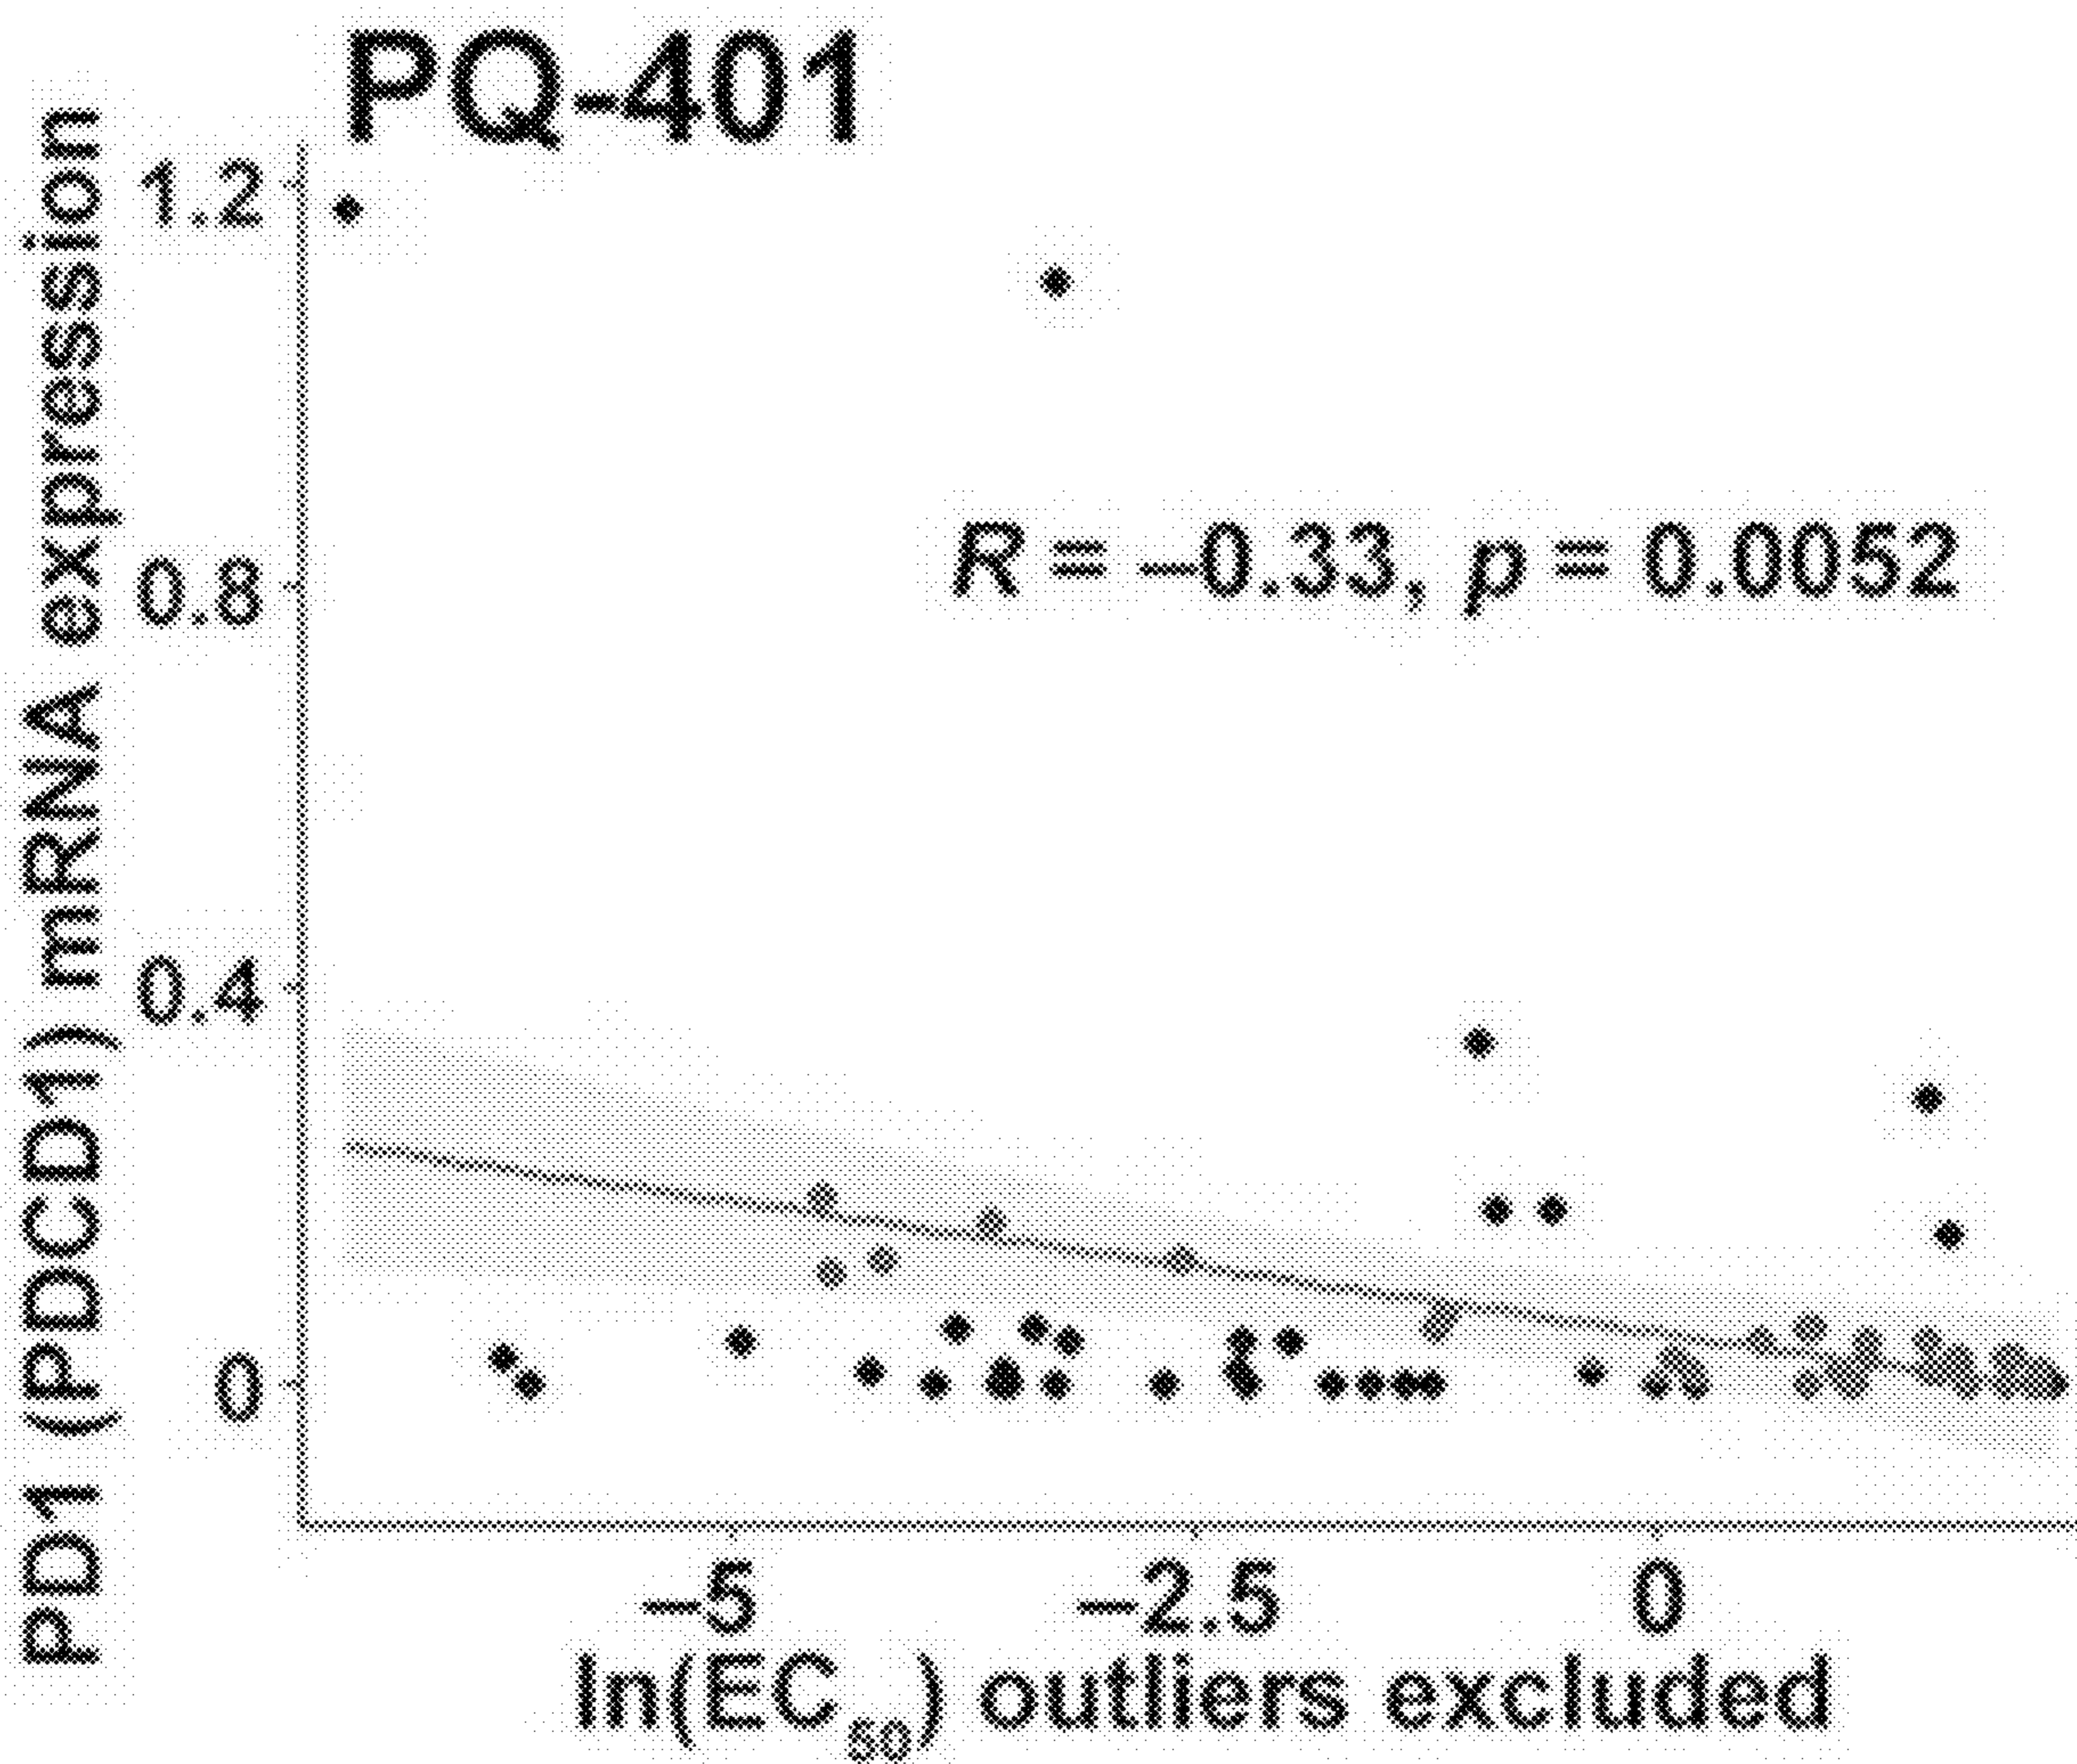 PQ-401
PD1 (PDCD1) mRNA expression
1.2
0.8
0.4
0
R = –0.33, p = 0.0052
–5
–2.5
0
ln(EC50) outliers excluded